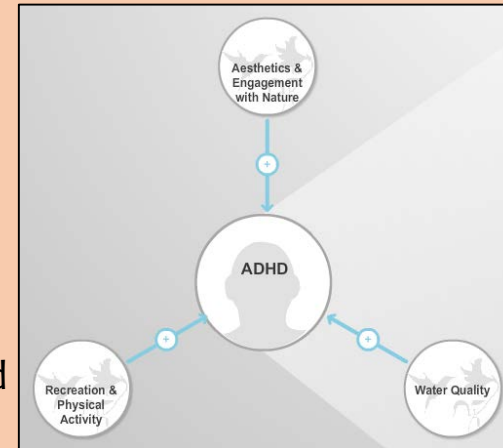 Aesthetics &
Engagement
with Nature
+
ADHD
+
+
Recreation &
Physical
Activity
Water Quality